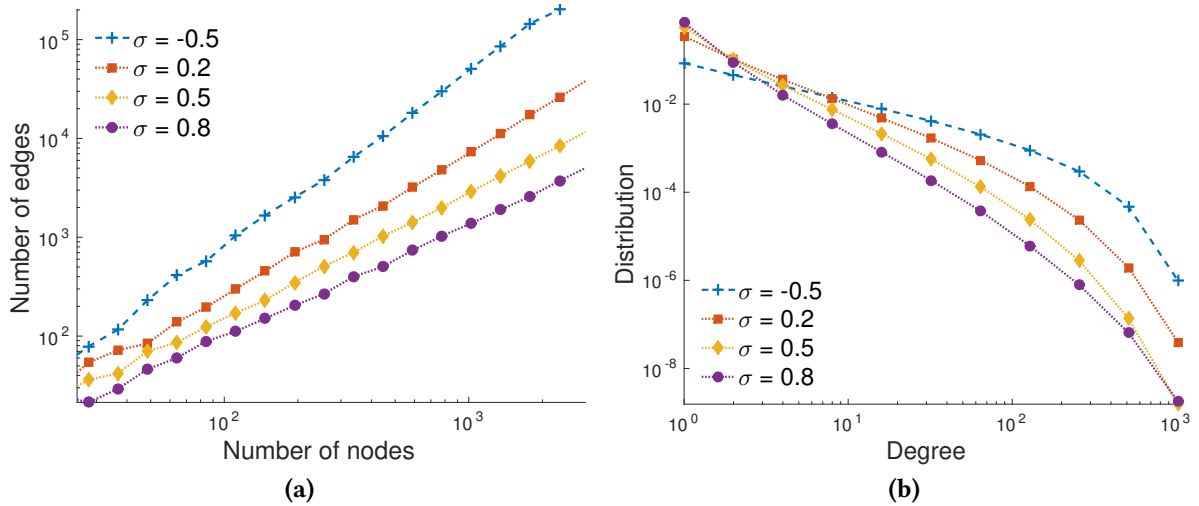 10^5
10^4
10^3
10^2
Number of edges
σ = -0.5
σ = 0.2
σ = 0.5
σ = 0.8
10^2
10^3
Number of nodes
(a)
10^-2
10^-4
10^-6
10^-8
Distribution
σ = -0.5
σ = 0.2
σ = 0.5
σ = 0.8
10^0
10^1
10^2
10^3
Degree
(b)